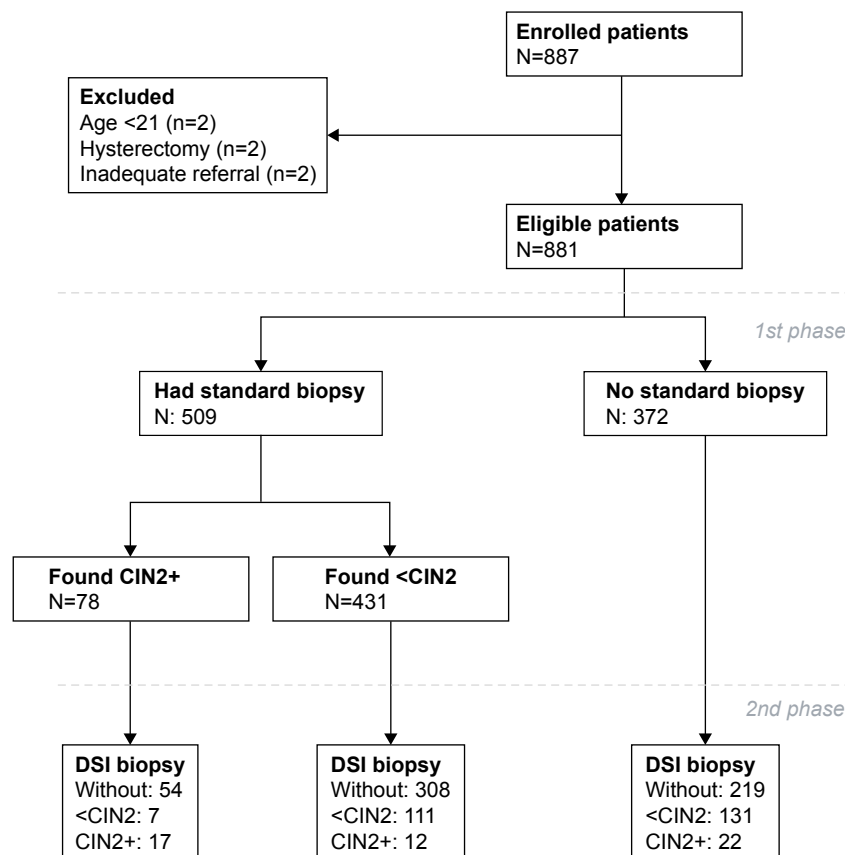 Enrolled patients
N=887
Excluded
Age <21 (n=2)
Hysterectomy (n=2)
Inadequate referral (n=2)
Eligible patients
N=881
1st phase
Had standard biopsy
N: 509
No standard biopsy
N: 372
Found CIN2+
N=78
Found <CIN2
N=431
2nd phase
DSI biopsy
Without: 54
<CIN2: 7
CIN2+: 17
DSI biopsy
Without: 308
<CIN2: 111
CIN2+: 12
DSI biopsy
Without: 219
<CIN2: 131
CIN2+: 22